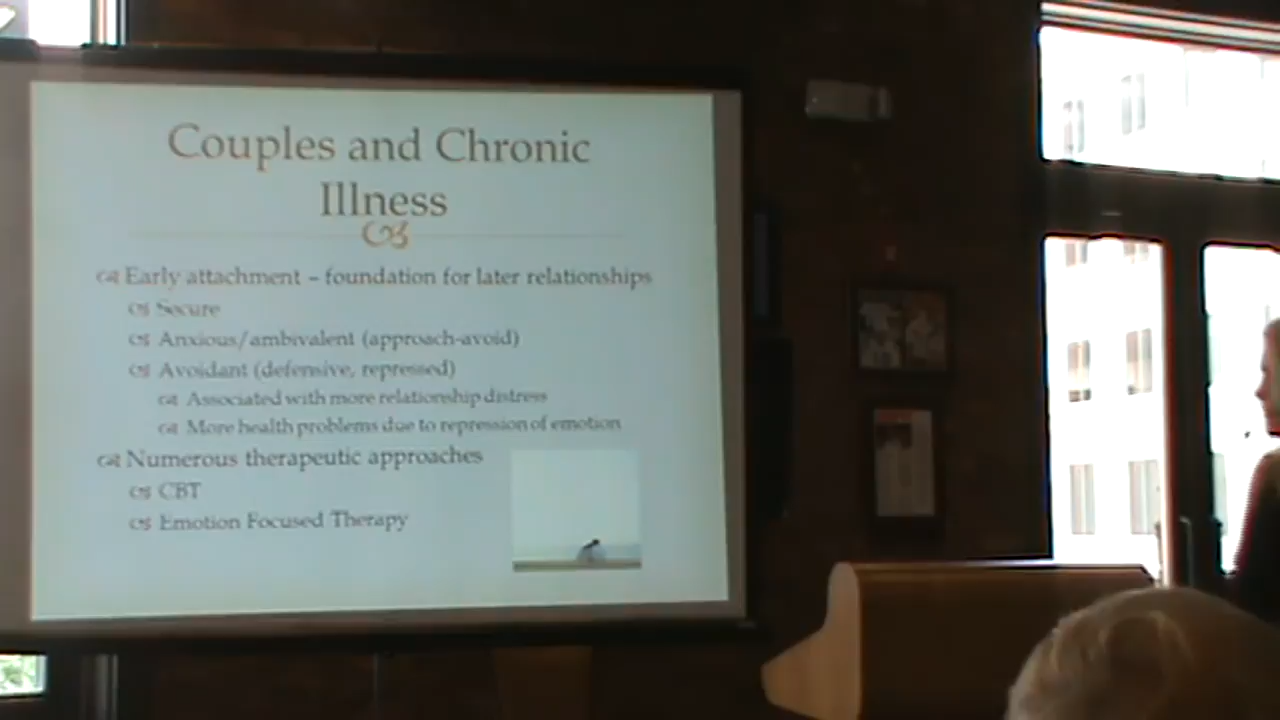 Couples and Chronic
Illness
Early attachment – foundation for later relationships
Secure
Anxious/ambivalent (approach-avoid)
Avoidant (defensive, repressed)
Associated with more relationship distress
More health problems due to repression of emotion
Numerous therapeutic approaches
CBT
Emotion Focused Therapy